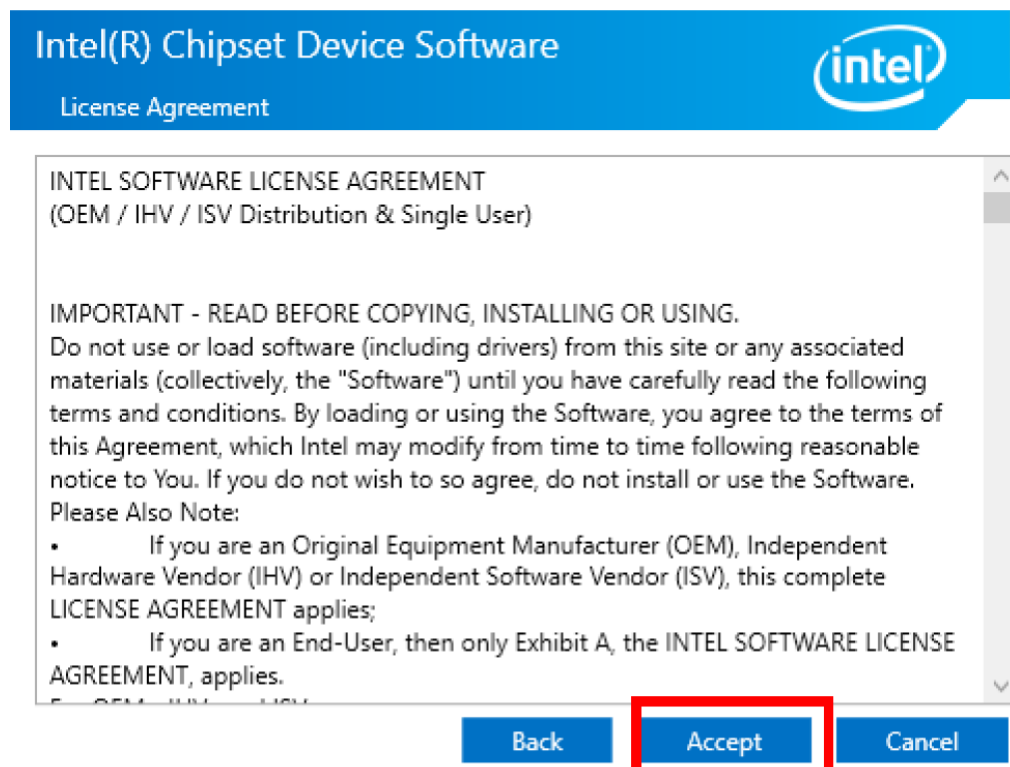 Intel(R) Chipset Device Software
intel
License Agreement
INTEL SOFTWARE LICENSE AGREEMENT
(OEM / IHV / ISV Distribution & Single User)
IMPORTANT - READ BEFORE COPYING, INSTALLING OR USING.
Do not use or load software (including drivers) from this site or any associated
materials (collectively, the "Software") until you have carefully read the following
terms and conditions. By loading or using the Software, you agree to the terms of
this Agreement, which Intel may modify from time to time following reasonable
notice to You. If you do not wish to so agree, do not install or use the Software.
Please Also Note:
• If you are an Original Equipment Manufacturer (OEM), Independent
Hardware Vendor (IHV) or Independent Software Vendor (ISV), this complete
LICENSE AGREEMENT applies;
• If you are an End-User, then only Exhibit A, the INTEL SOFTWARE LICENSE
AGREEMENT, applies.
Back Accept Cancel